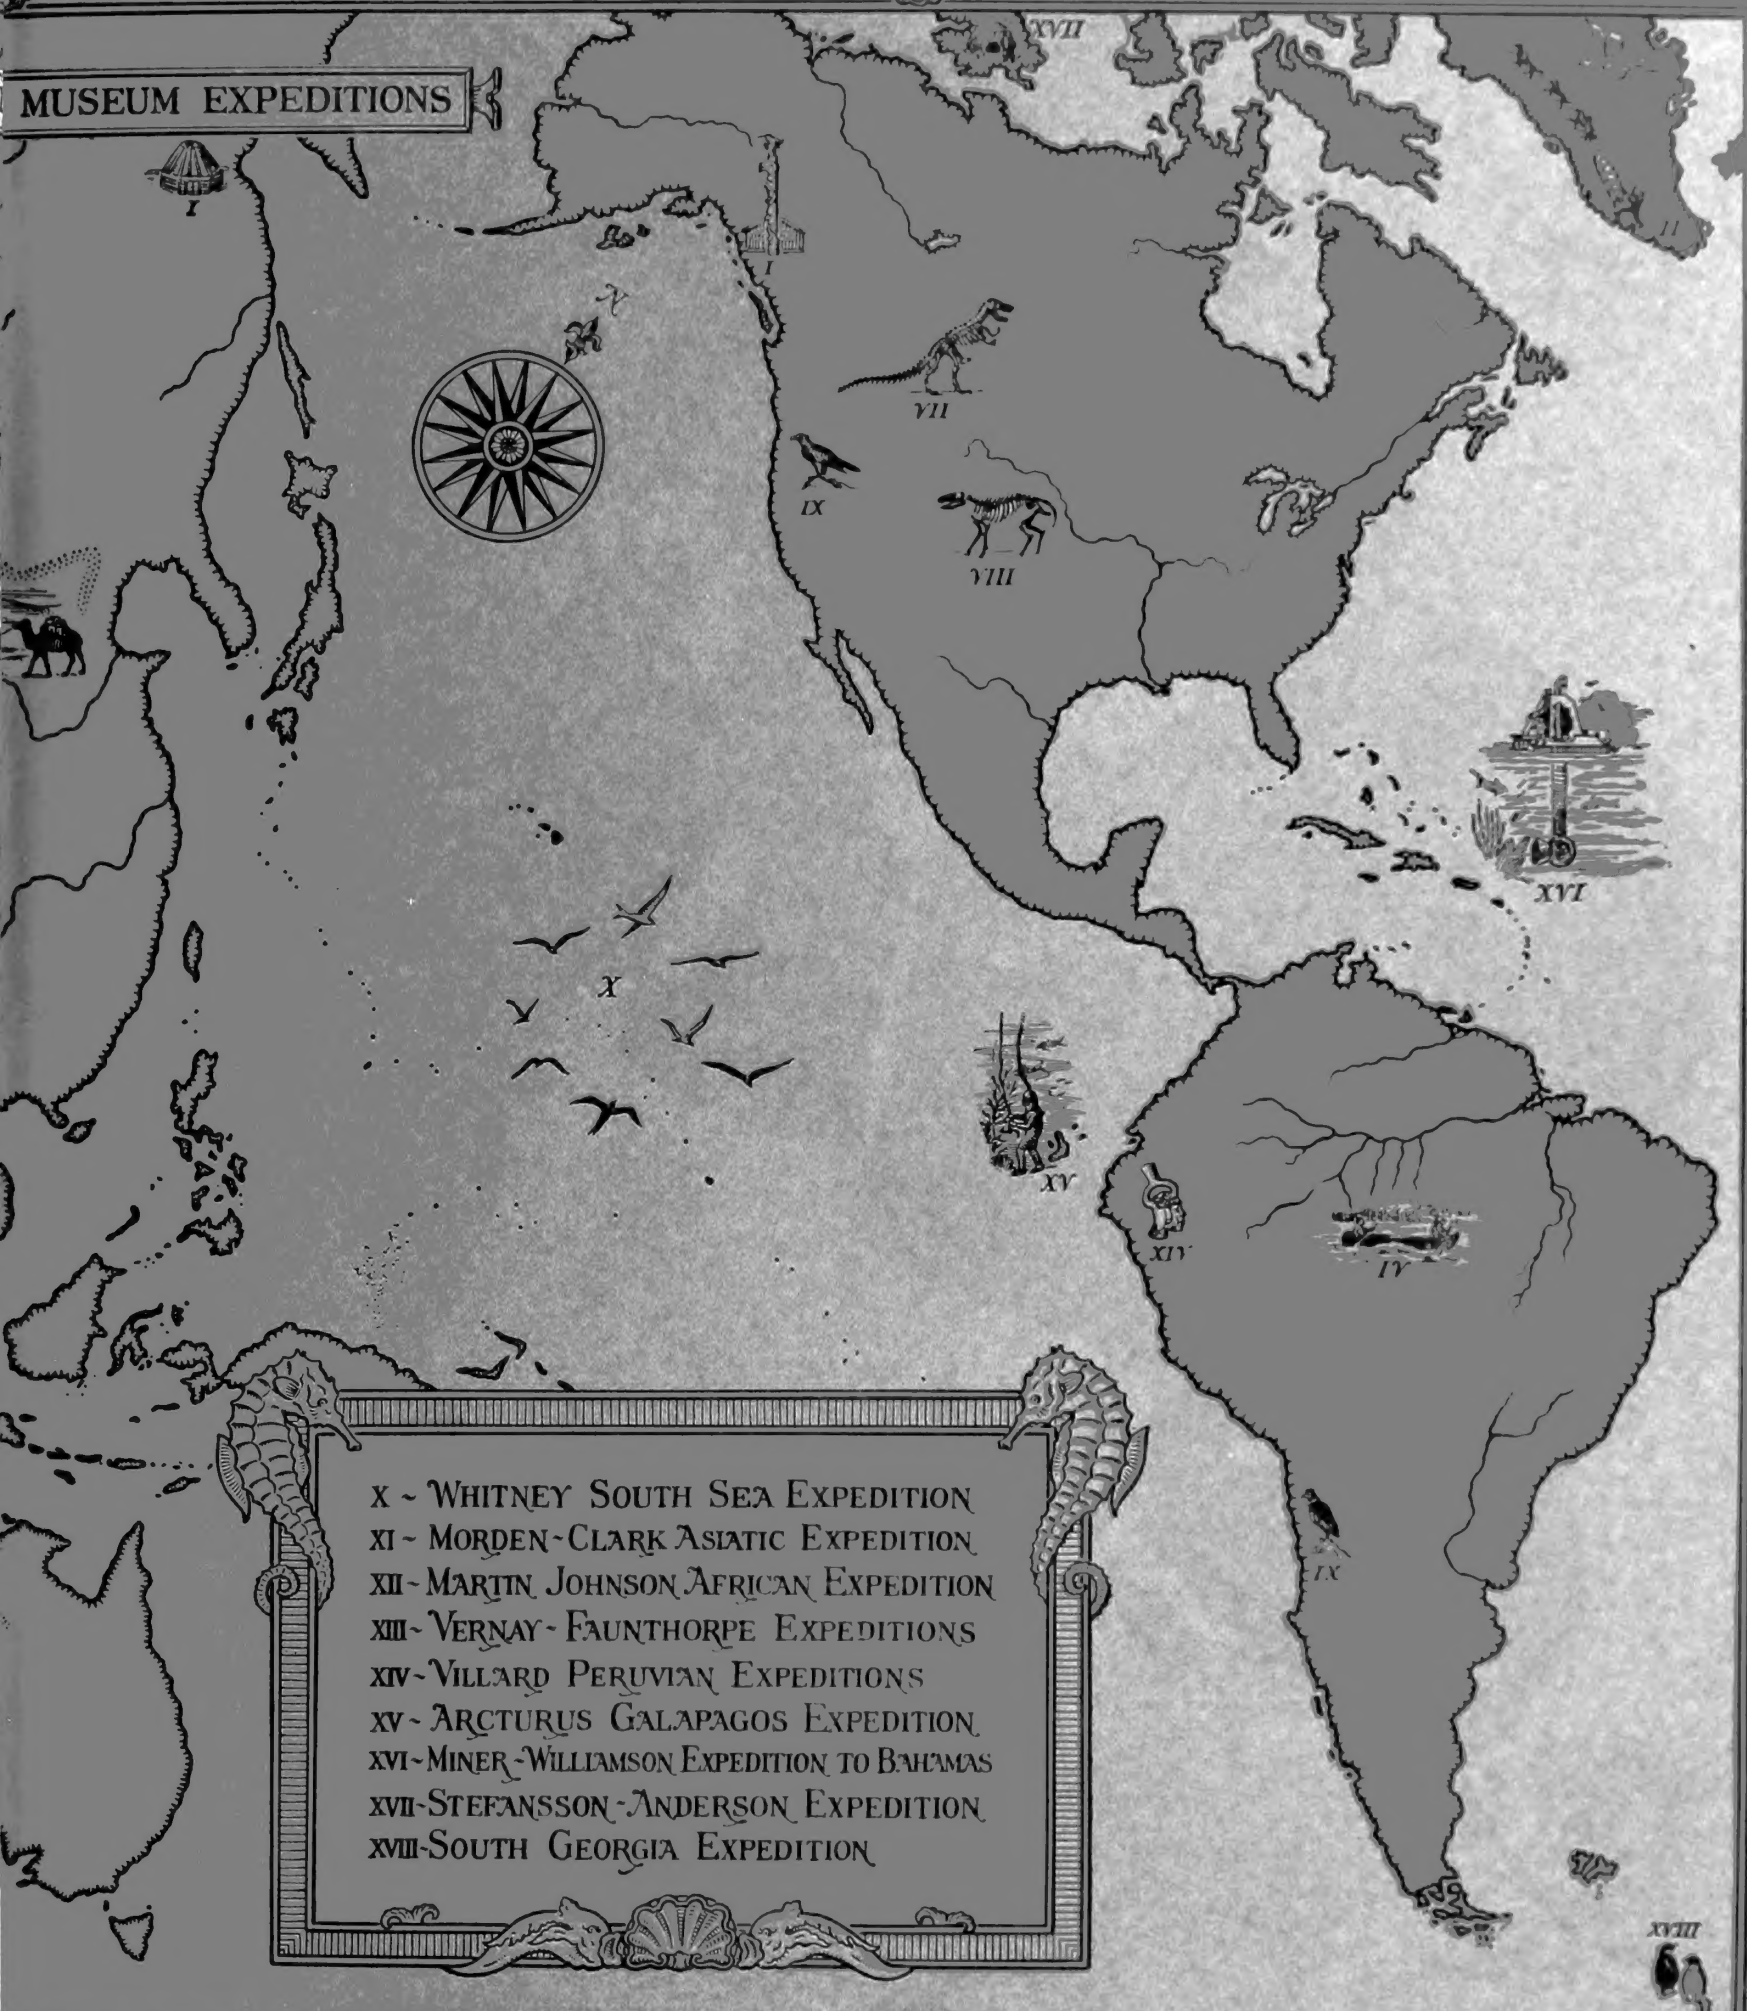 XVII
MUSEUM EXPEDITIONS
I
II
I
N
VII
IX
VIII
XVI
X
XV
XIV
IV
X ~ WHITNEY SOUTH SEA EXPEDITION
XI ~ MORDEN-CLARK ASIATIC EXPEDITION
XII ~ MARTIN JOHNSON AFRICAN EXPEDITION
XIII ~ VERNAY - FAUNTHORPE EXPEDITIONS
XIV ~ VILLARD PERUVIAN EXPEDITIONS
XV ~ ARCTURUS GALAPAGOS EXPEDITION
XVI ~ MINER-WILLIAMSON EXPEDITION TO BAHAMAS
XVII-STEFANSSON-ANDERSON EXPEDITION
XVIII-SOUTH GEORGIA EXPEDITION
IX
XVIII